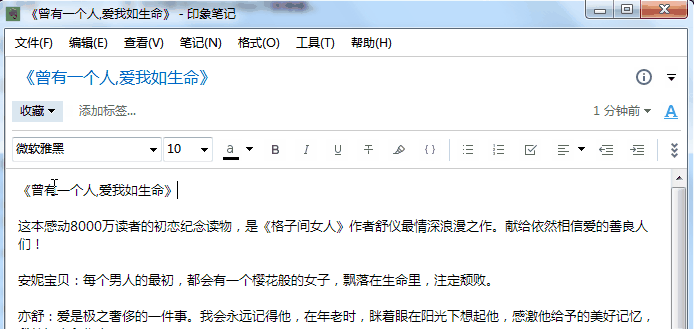 《曾有一个人,爱我如生命》 - 印象笔记
文件(F) 编辑(E) 查看(V) 笔记(N) 格式(O) 工具(T) 帮助(H)
《曾有一个人,爱我如生命》
收藏 添加标签... 1 分钟前 A
微软雅黑 10 a B I U T { }
《曾有一个人,爱我如生命》
这本感动8000万读者的初恋纪念读物，是《格子间女人》作者舒仪最情深浪漫之作。献给依然相信爱的善良人
们！
安妮宝贝：每个男人的最初，都会有一个樱花般的女子，飘落在生命里，注定颓败。
亦舒：爱是极之奢侈的一件事。我会永远记得他，在年老时，眯着眼在阳光下想起他，感激他给予的美好记忆，